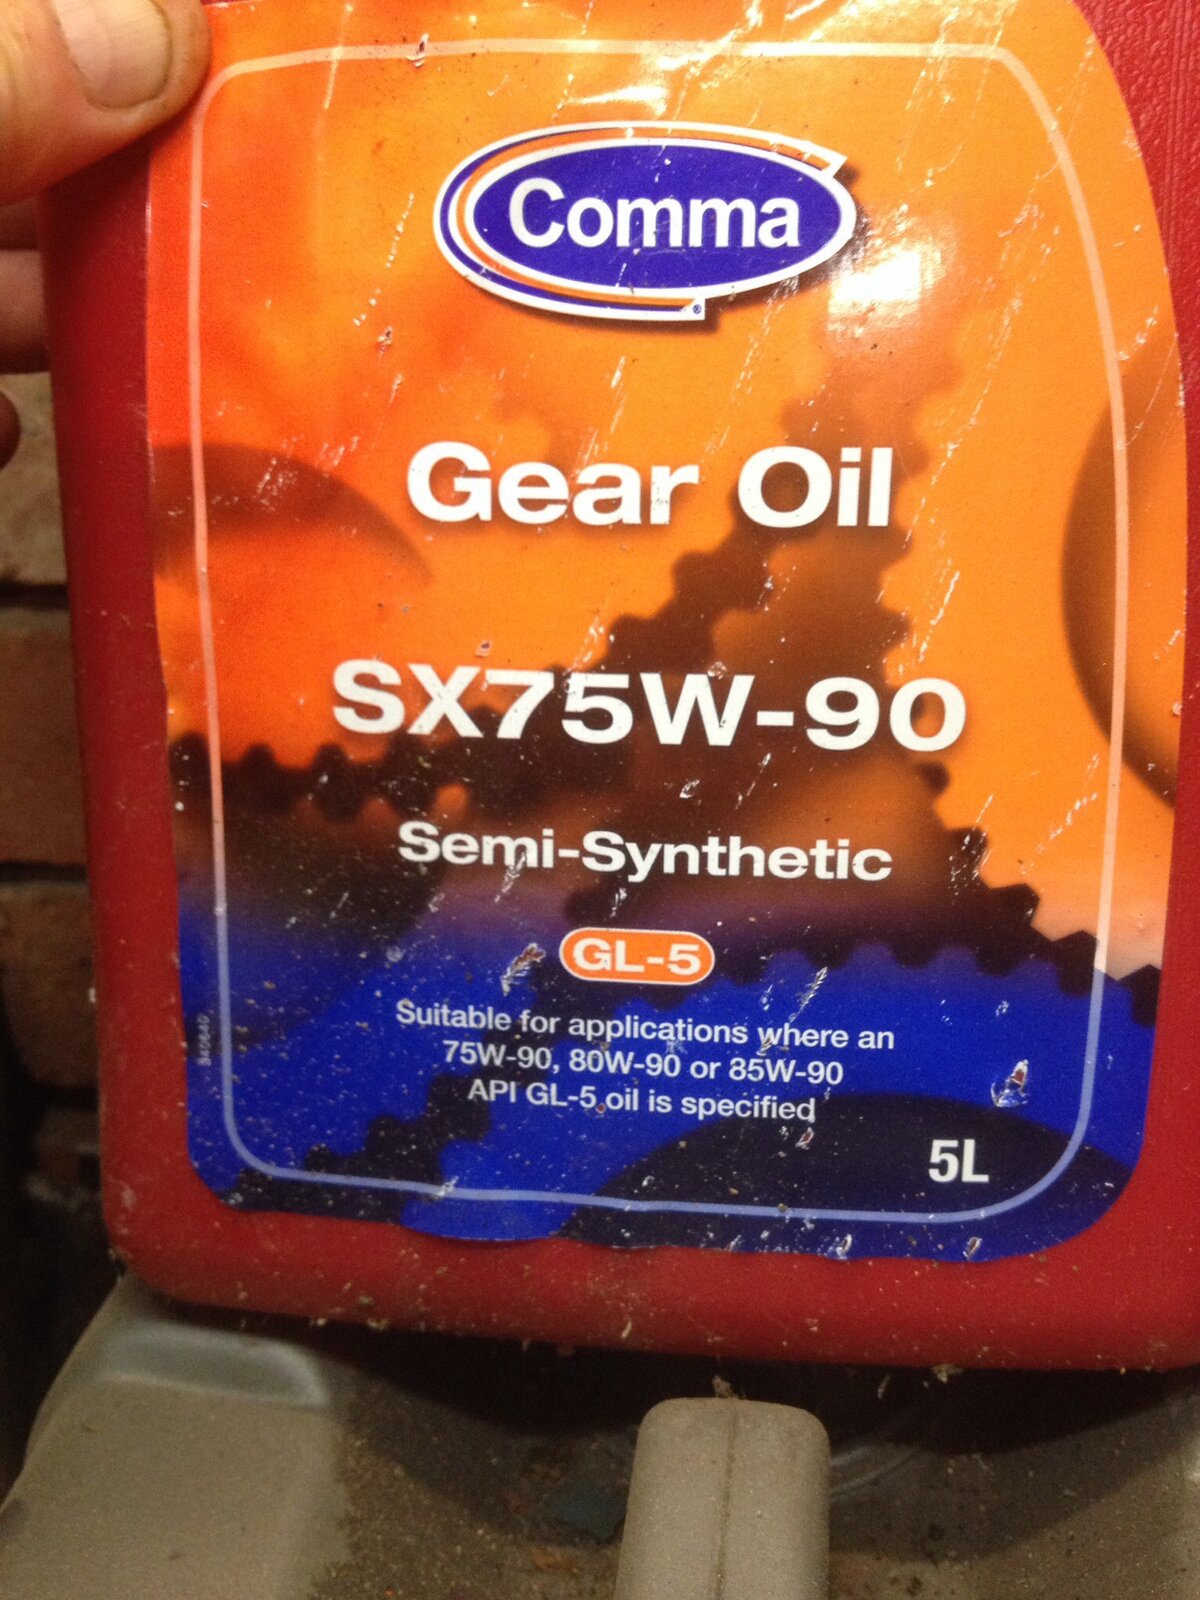 Comma
Gear Oil
SX75W-90
Semi-Synthetic
GL-5
Suitable for applications where an
75W-90, 80W-90 or 85W-90
API GL-5 oil is specified
5L